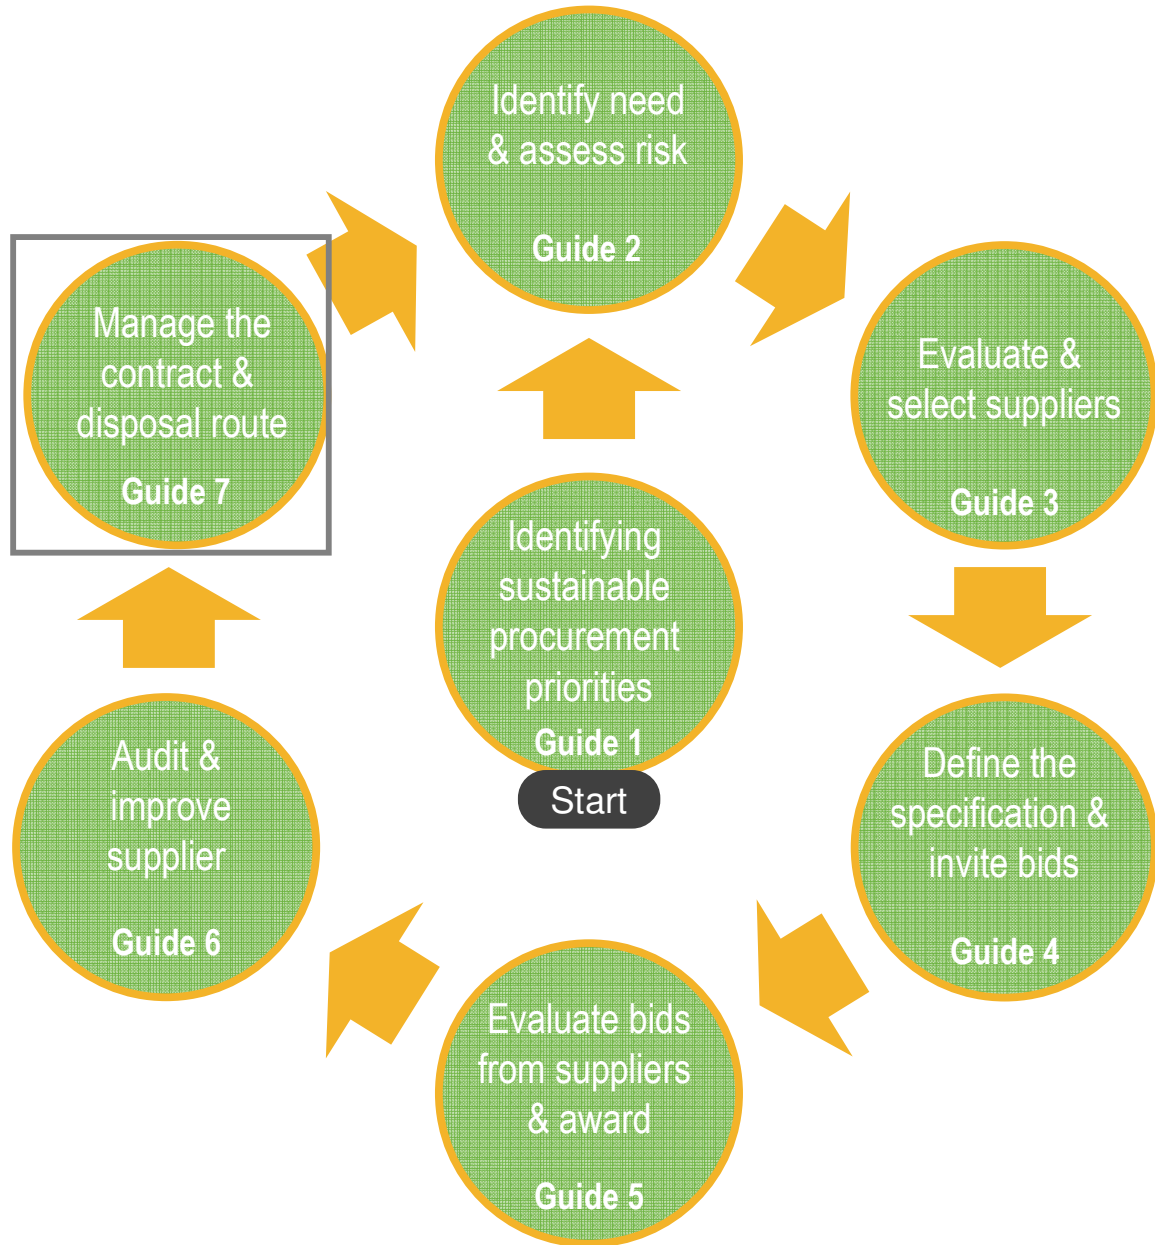 Identify need
& assess risk
Guide 2
Manage the
contract &
disposal route
Guide 7
Evaluate &
select suppliers
Guide 3
Identifying
sustainable
procurement
priorities
Guide 1
Start
Audit &
improve
supplier
Guide 6
Define the
specification &
invite bids
Guide 4
Evaluate bids
from suppliers
& award
Guide 5